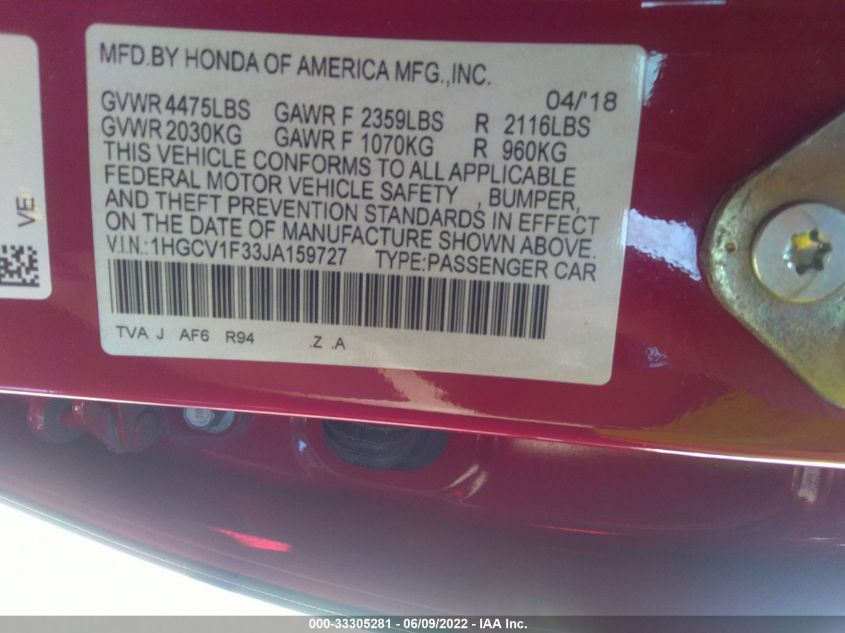 MFD.BY HONDA OF AMERICA MFG.,INC.
04/'18
GVWR 4475LBS GAWR F 2359LBS R 2116LBS
GVWR 2030KG GAWR F 1070KG R 960KG
THIS VEHICLE CONFORMS TO ALL APPLICABLE
FEDERAL MOTOR VEHICLE SAFETY , BUMPER,
AND THEFT PREVENTION STANDARDS IN EFFECT
ON THE DATE OF MANUFACTURE SHOWN ABOVE.
V.I.N.:1HGCV1F33JA159727 TYPE:PASSENGER CAR
TVA J AF6 R94 .Z .A
VE
000-33305281 - 06/09/2022 - IAA Inc.